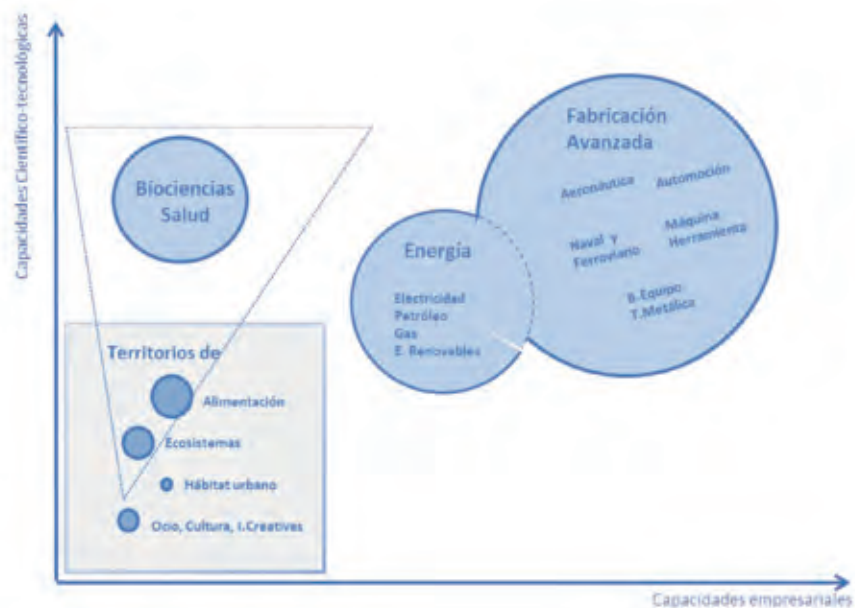 Capacidades Científico-tecnológicas
Fabricación
Avanzada
Aeronáutica
Automoción
Naval y
Ferroviario
Máquina
Herramienta
B.Equipo
T.Metálica
Biociencias
Salud
Energía
Electricidad
Petróleo
Gas
E. Renovables
Territorios de
Alimentación
Ecosistemas
Hábitat urbano
Ocio, Cultura, I.Creatives
Capacidades empresariales